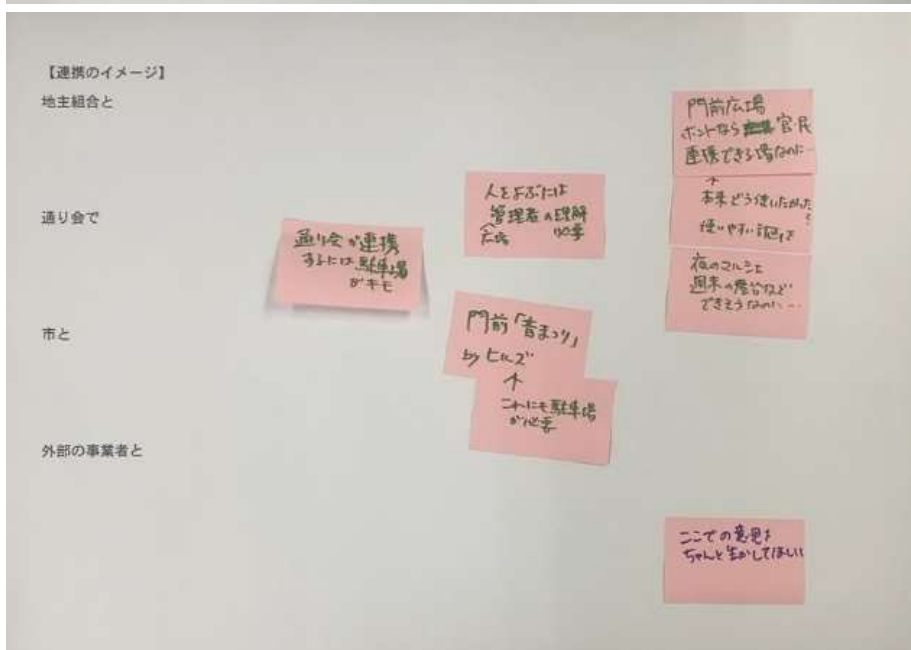 【連携のイメージ】
地主組合と
通り会で
市と
外部の事業者と
通り会が連携
するには駐車場
がキモ
人をよぶには
管理者の理解
広場 必要
門前「音まつり」
by ヒルズ
↑
これにも駐車場
が必要
門前広場
ホントなら 官民
連携できる場なのに…
↑
本来どう使いたかった?
使いやすい
夜のマルシェ
週末の屋台など
できそうなのに…
ここでの意見を
ちゃんと生かしてほしい